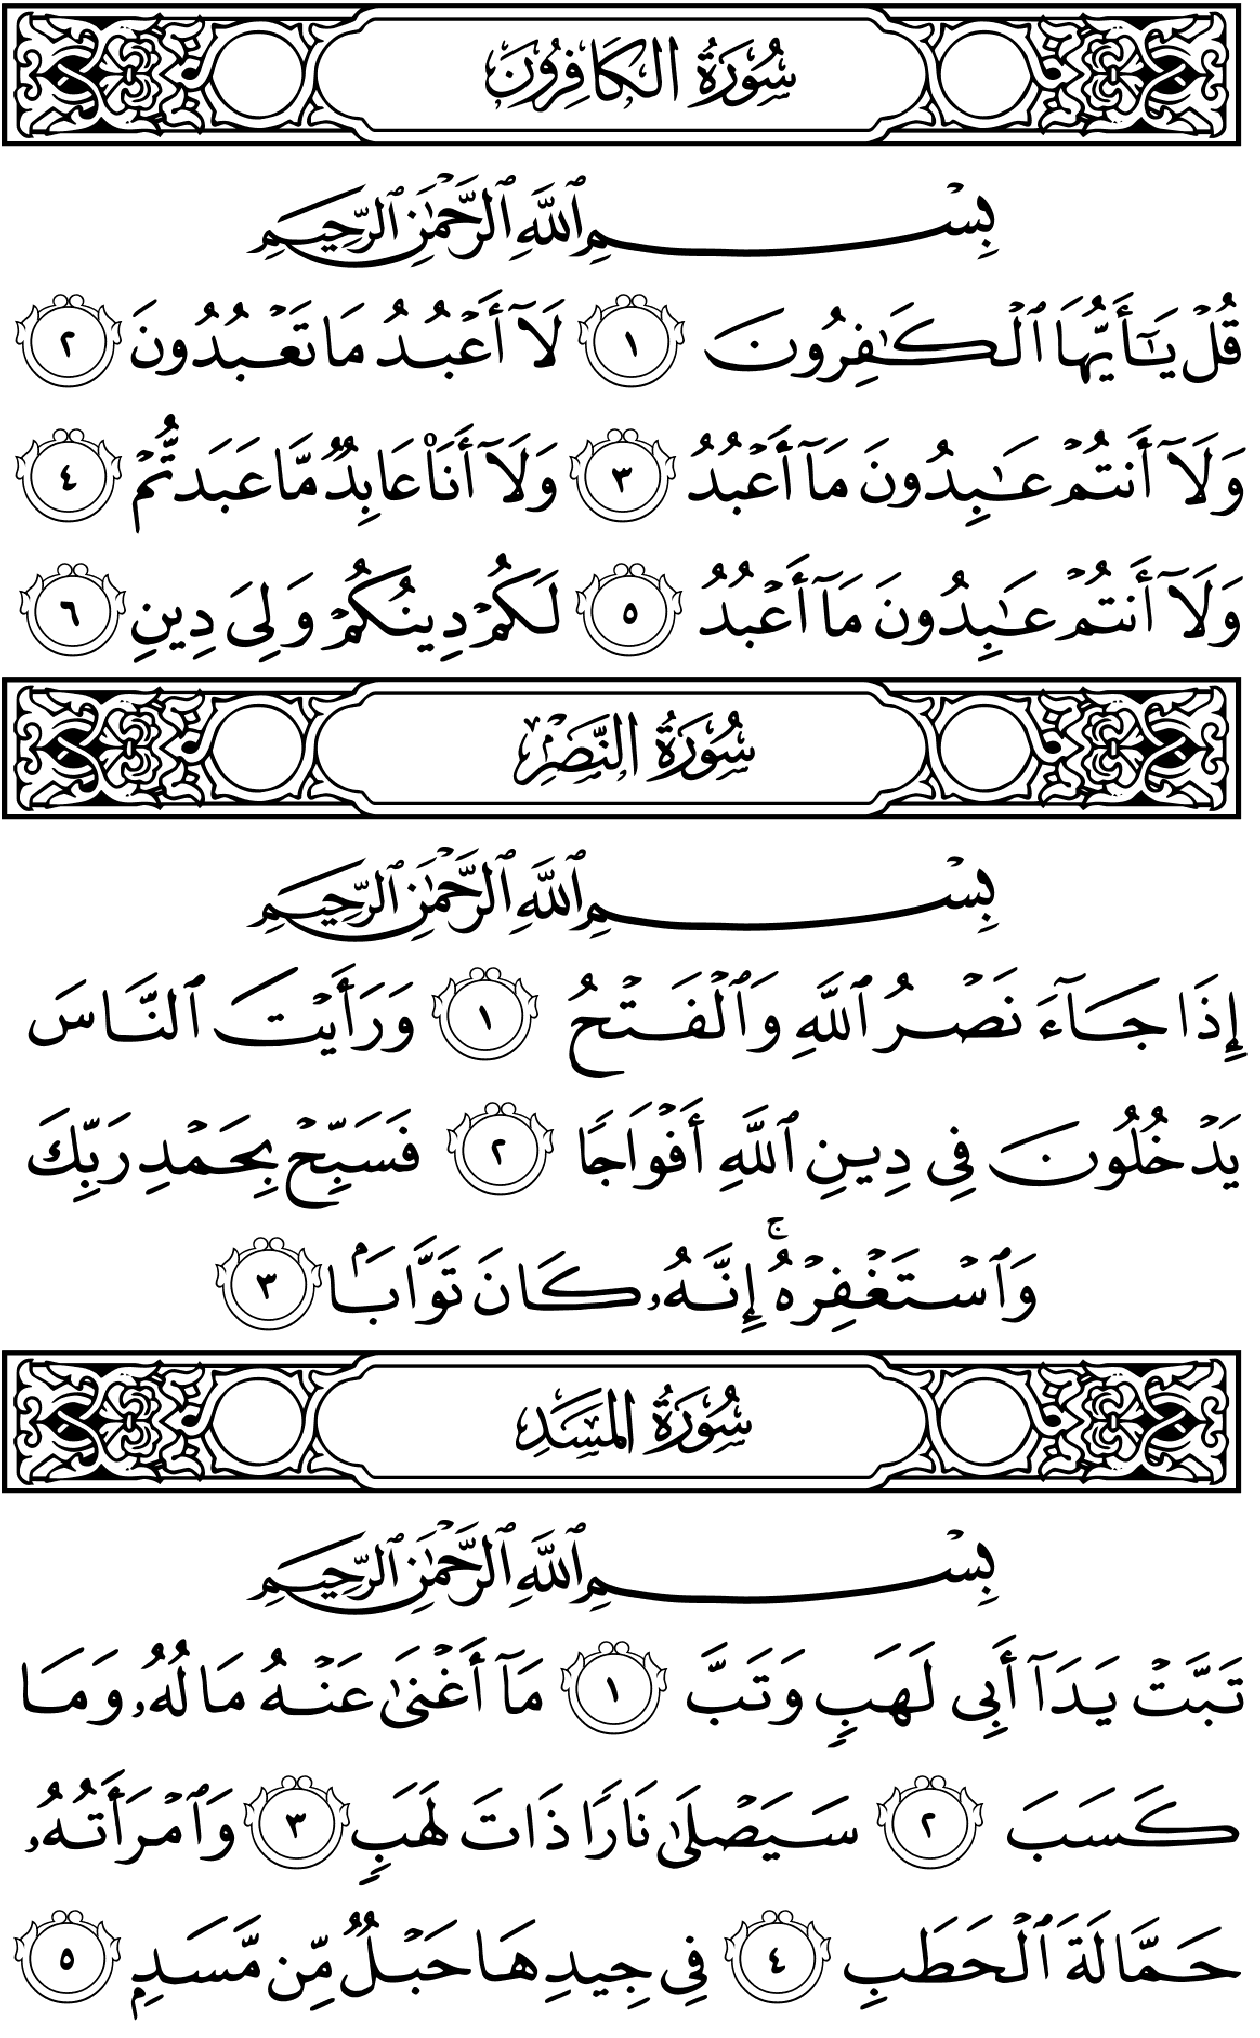 سُورَةُ الكَافِرُونَ
بِسْمِ ٱللَّهِ ٱلرَّحْمَٰنِ ٱلرَّحِيمِ
قُلْ يَٰٓأَيُّهَا ٱلْكَٰفِرُونَ ١ لَآ أَعْبُدُ مَا تَعْبُدُونَ ٢
وَلَآ أَنتُمْ عَٰبِدُونَ مَآ أَعْبُدُ ٣ وَلَآ أَنَا۠ عَابِدٌ مَّا عَبَدتُّمْ ٤
وَلَآ أَنتُمْ عَٰبِدُونَ مَآ أَعْبُدُ ٥ لَكُمْ دِينُكُمْ وَلِىَ دِينِ ٦
سُورَةُ النَّصْرِ
بِسْمِ ٱللَّهِ ٱلرَّحْمَٰنِ ٱلرَّحِيمِ
إِذَا جَآءَ نَصْرُ ٱللَّهِ وَٱلْفَتْحُ ١ وَرَأَيْتَ ٱلنَّاسَ
يَدْخُلُونَ فِى دِينِ ٱللَّهِ أَفْوَاجًا ٢ فَسَبِّحْ بِحَمْدِ رَبِّكَ
وَٱسْتَغْفِرْهُ ۚ إِنَّهُۥ كَانَ تَوَّابَۢا ٣
سُورَةُ المَسَدِ
بِسْمِ ٱللَّهِ ٱلرَّحْمَٰنِ ٱلرَّحِيمِ
تَبَّتْ يَدَآ أَبِى لَهَبٍ وَتَبَّ ١ مَآ أَغْنَىٰ عَنْهُ مَالُهُۥ وَمَا
كَسَبَ ٢ سَيَصْلَىٰ نَارًا ذَاتَ لَهَبٍ ٣ وَٱمْرَأَتُهُۥ
حَمَّالَةَ ٱلْحَطَبِ ٤ فِى جِيدِهَا حَبْلٌ مِّن مَّسَدٍۭ ٥